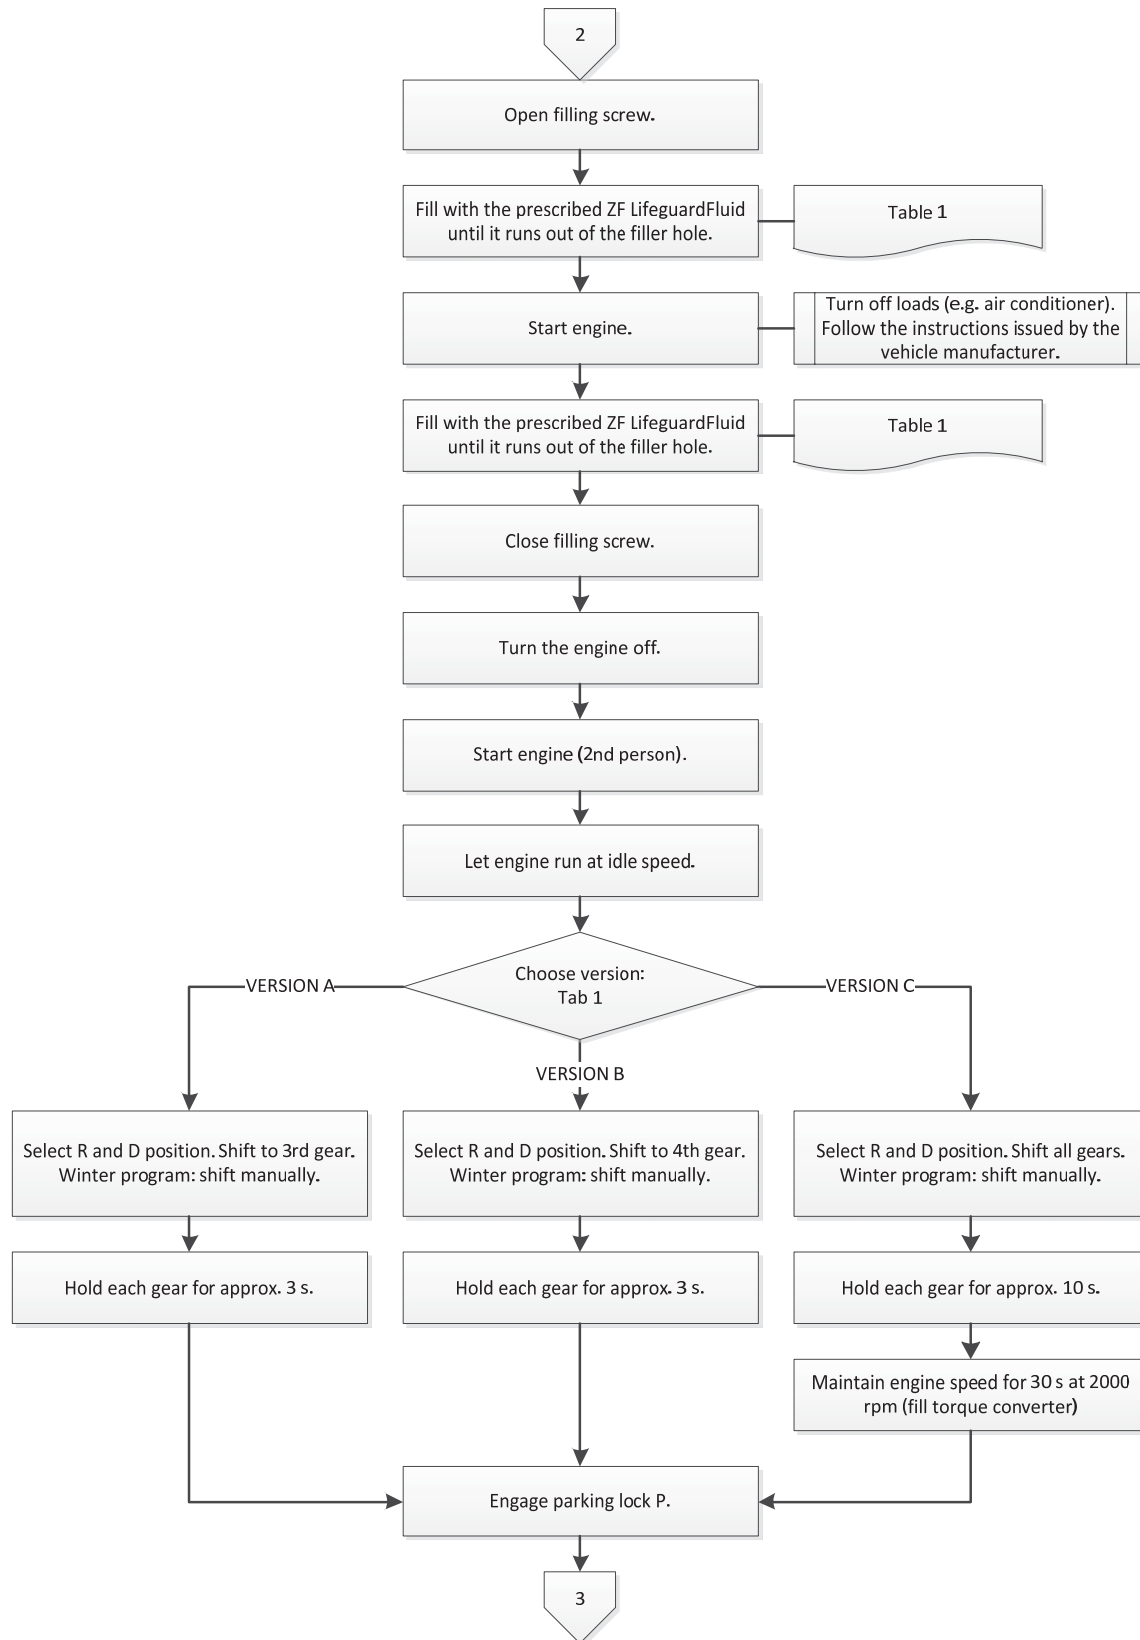 2
Open filling screw.
Fill with the prescribed ZF LifeguardFluid
until it runs out of the filler hole.
Table 1
Start engine.
Turn off loads (e.g. air conditioner).
Follow the instructions issued by the
vehicle manufacturer.
Fill with the prescribed ZF LifeguardFluid
until it runs out of the filler hole.
Table 1
Close filling screw.
Turn the engine off.
Start engine (2nd person).
Let engine run at idle speed.
Choose version:
Tab 1
VERSION A
VERSION B
VERSION C
Select R and D position. Shift to 3rd gear.
Winter program: shift manually.
Select R and D position. Shift to 4th gear.
Winter program: shift manually.
Select R and D position. Shift all gears.
Winter program: shift manually.
Hold each gear for approx. 3 s.
Hold each gear for approx. 3 s.
Hold each gear for approx. 10 s.
Maintain engine speed for 30 s at 2000
rpm (fill torque converter)
Engage parking lock P.
3